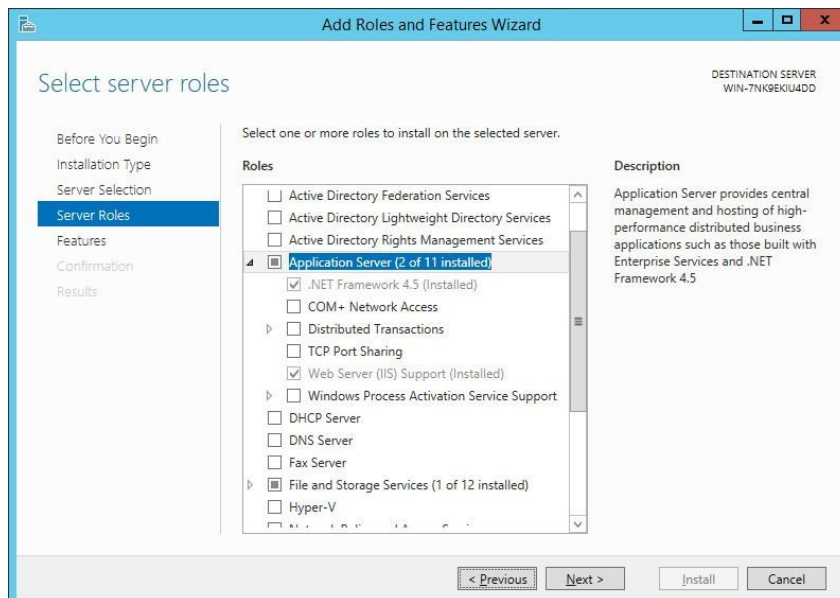 Add Roles and Features Wizard
Select server roles
DESTINATION SERVER
WIN-7NK9EKIU4DD
Before You Begin
Installation Type
Server Selection
Server Roles
Features
Confirmation
Results
Select one or more roles to install on the selected server.
Roles
Active Directory Federation Services
Active Directory Lightweight Directory Services
Active Directory Rights Management Services
Application Server (2 of 11 installed)
.NET Framework 4.5 (Installed)
COM+ Network Access
Distributed Transactions
TCP Port Sharing
Web Server (IIS) Support (Installed)
Windows Process Activation Service Support
DHCP Server
DNS Server
Fax Server
File and Storage Services (1 of 12 installed)
Hyper-V
Description
Application Server provides central
management and hosting of high-
performance distributed business
applications such as those built with
Enterprise Services and .NET
Framework 4.5
< Previous
Next >
Install
Cancel